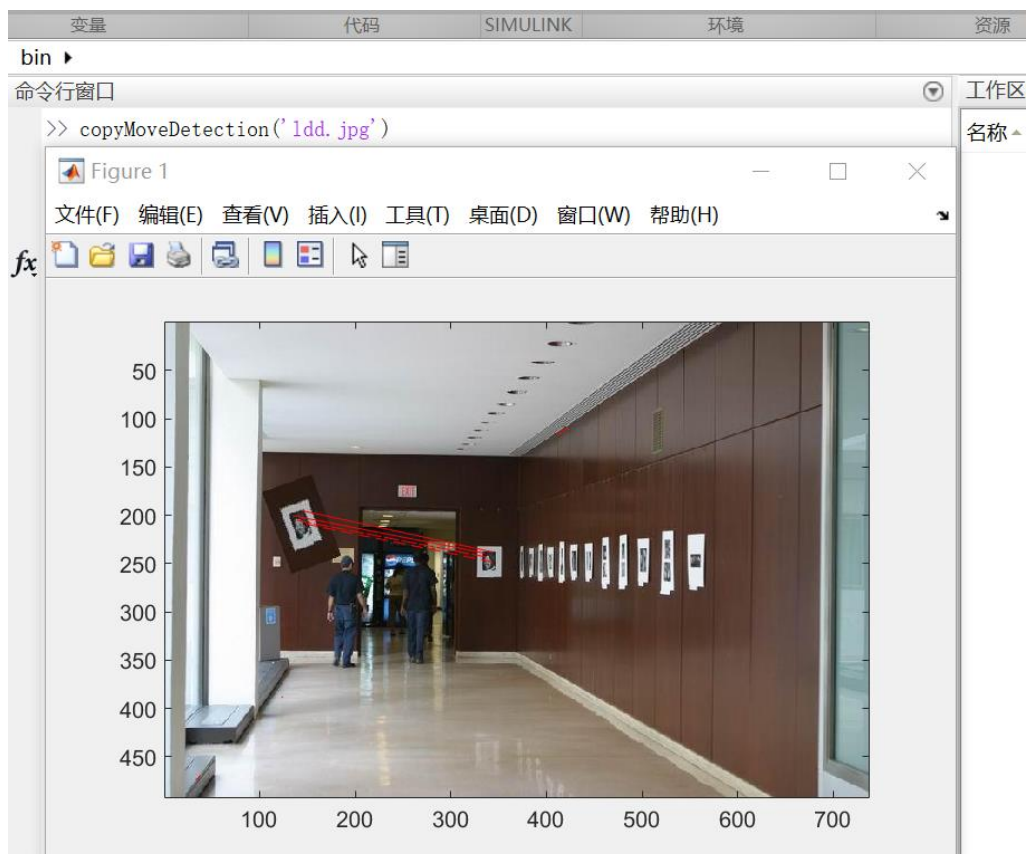 变量 代码 SIMULINK 环境 资源
bin
命令行窗口 工作区
>> copyMoveDetection('ldd.jpg')
名称
Figure 1
文件(F) 编辑(E) 查看(V) 插入(I) 工具(T) 桌面(D) 窗口(W) 帮助(H)
fx
50
100
150
EXIT
200
250
300
350
400
450
100 200 300 400 500 600 700